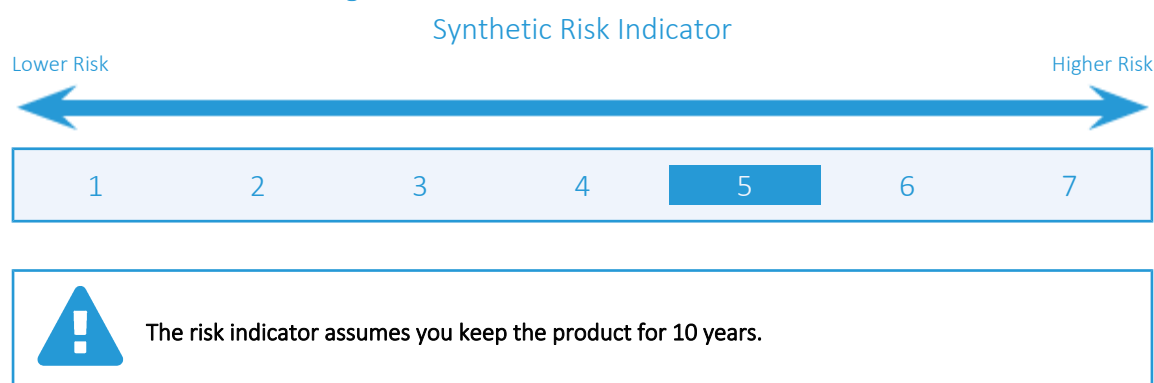 Synthetic Risk Indicator
Lower Risk Higher Risk
1 2 3 4 5 6 7
The risk indicator assumes you keep the product for 10 years.